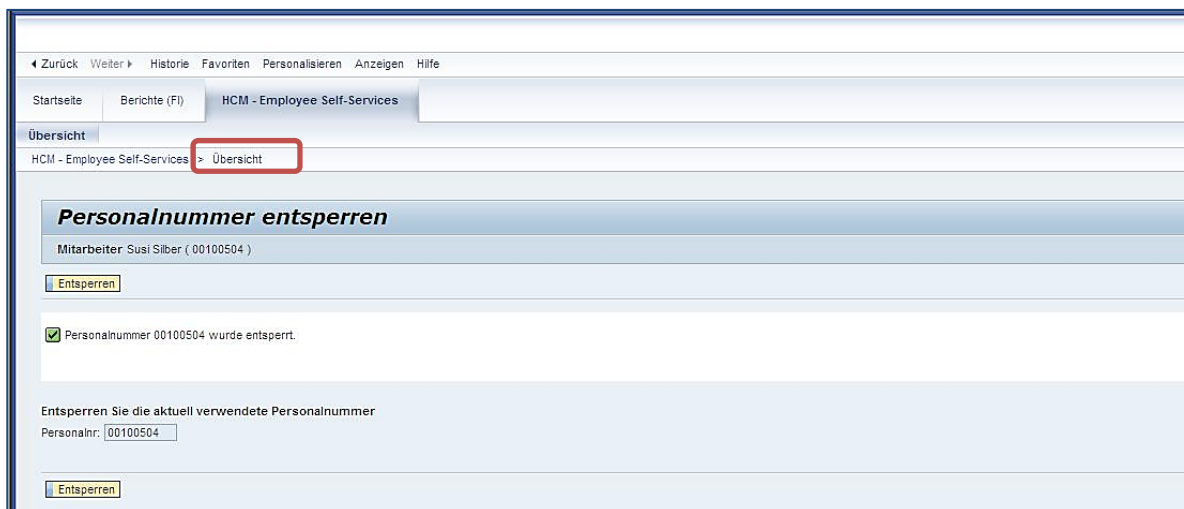 Zurück Weiter Historie Favoriten Personalisieren Anzeigen Hilfe
Startseite Berichte (FI) HCM - Employee Self-Services
Übersicht
HCM - Employee Self-Services > Übersicht
Personalnummer entsperren
Mitarbeiter Susi Silber ( 00100504 )
Entsperren
Personalnummer 00100504 wurde entsperrt.
Entsperren Sie die aktuell verwendete Personalnummer
Personalnr: 00100504
Entsperren